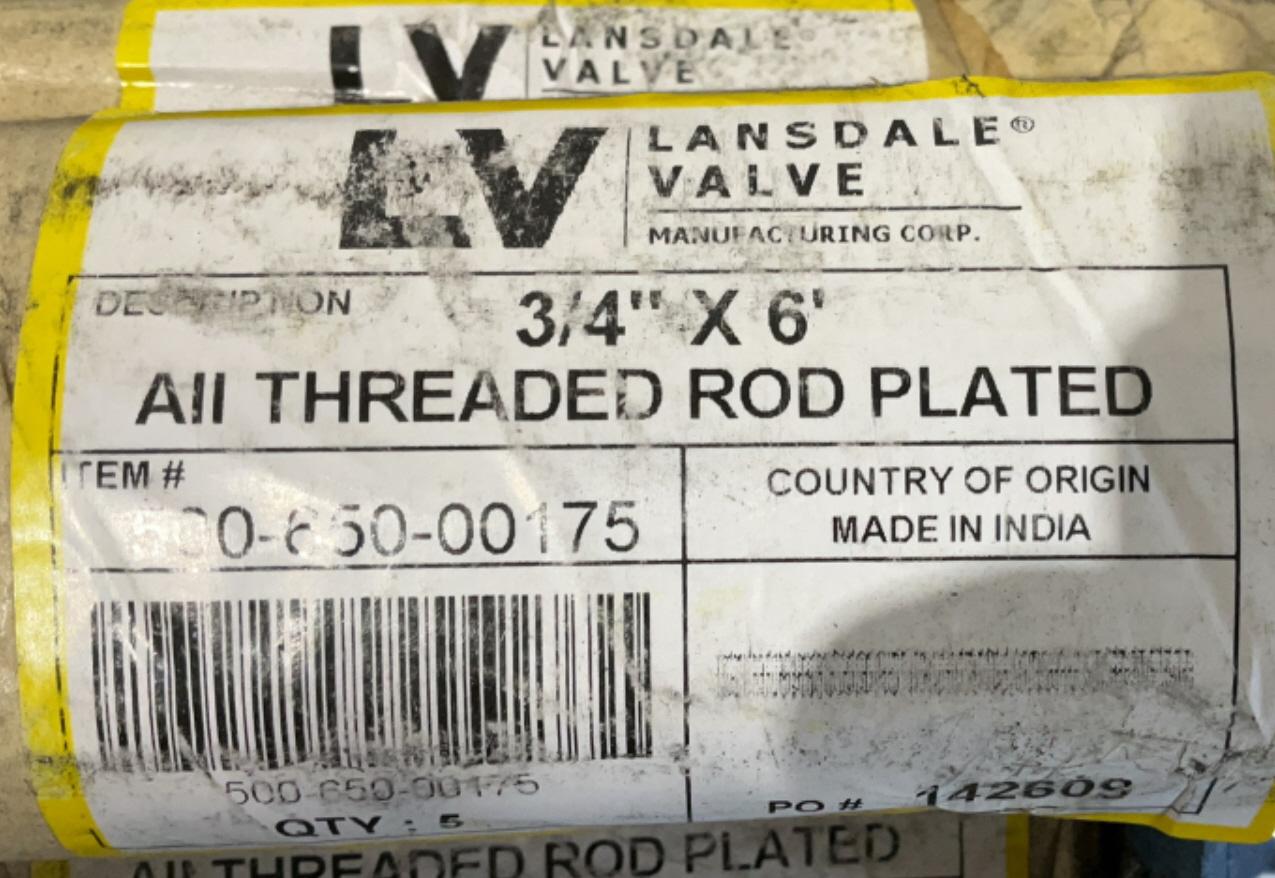 LV
LANSDALE
VALVE
LV
LANSDALE®
VALVE
MANUFACTURING CORP.
DESCRIPTION
3/4" X 6'
All THREADED ROD PLATED
ITEM #
500-650-00175
COUNTRY OF ORIGIN
MADE IN INDIA
500-650-00175
QTY : 5
PO # 142609
All THREADED ROD PLATED